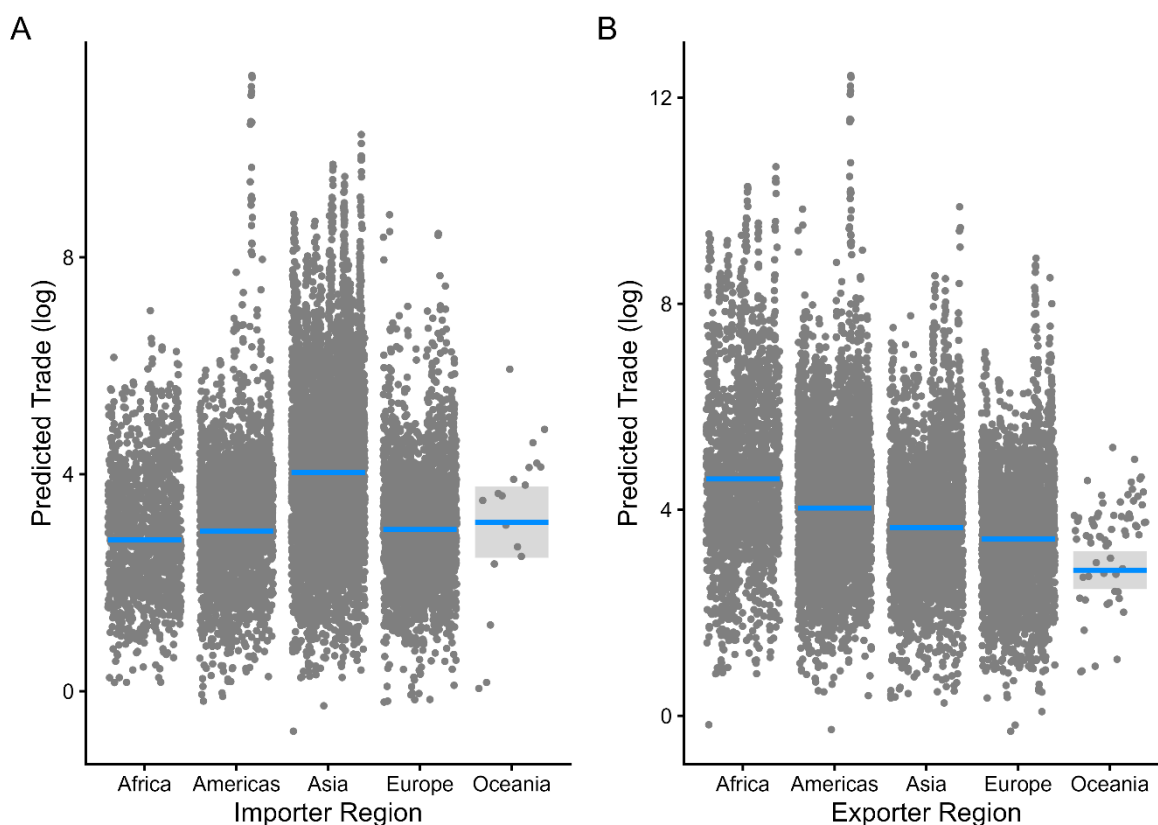 A
Predicted Trade (log)
8
4
0
Africa Americas Asia Europe Oceania
Importer Region
B
Predicted Trade (log)
12
8
4
0
Africa Americas Asia Europe Oceania
Exporter Region